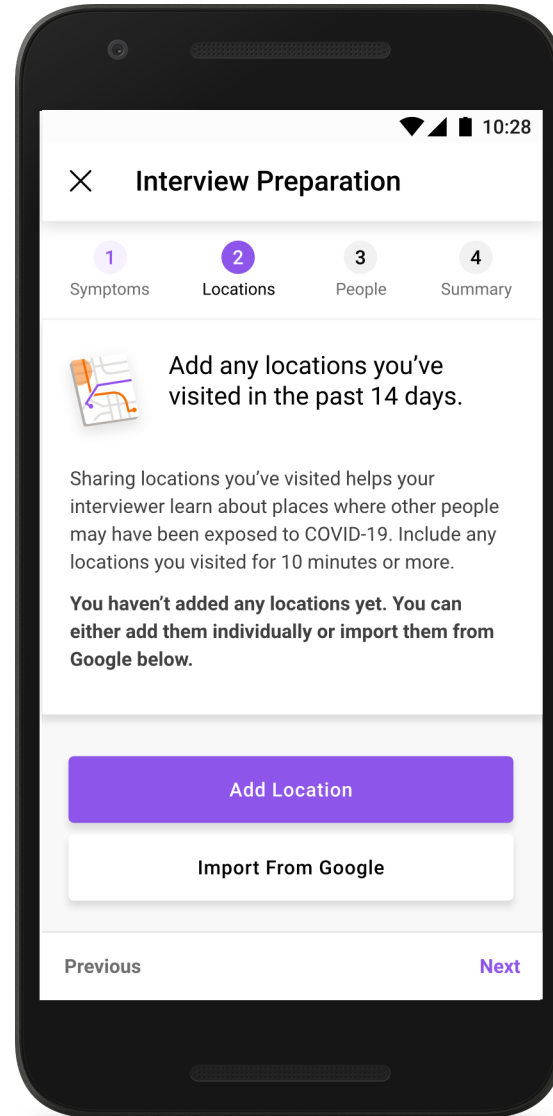 10:28
Interview Preparation
1
2
3
4
Symptoms
Locations
People
Summary
Add any locations you’ve
visited in the past 14 days.
Sharing locations you’ve visited helps your
interviewer learn about places where other people
may have been exposed to COVID-19. Include any
locations you visited for 10 minutes or more.
You haven’t added any locations yet. You can
either add them individually or import them from
Google below.
Add Location
Import From Google
Previous
Next